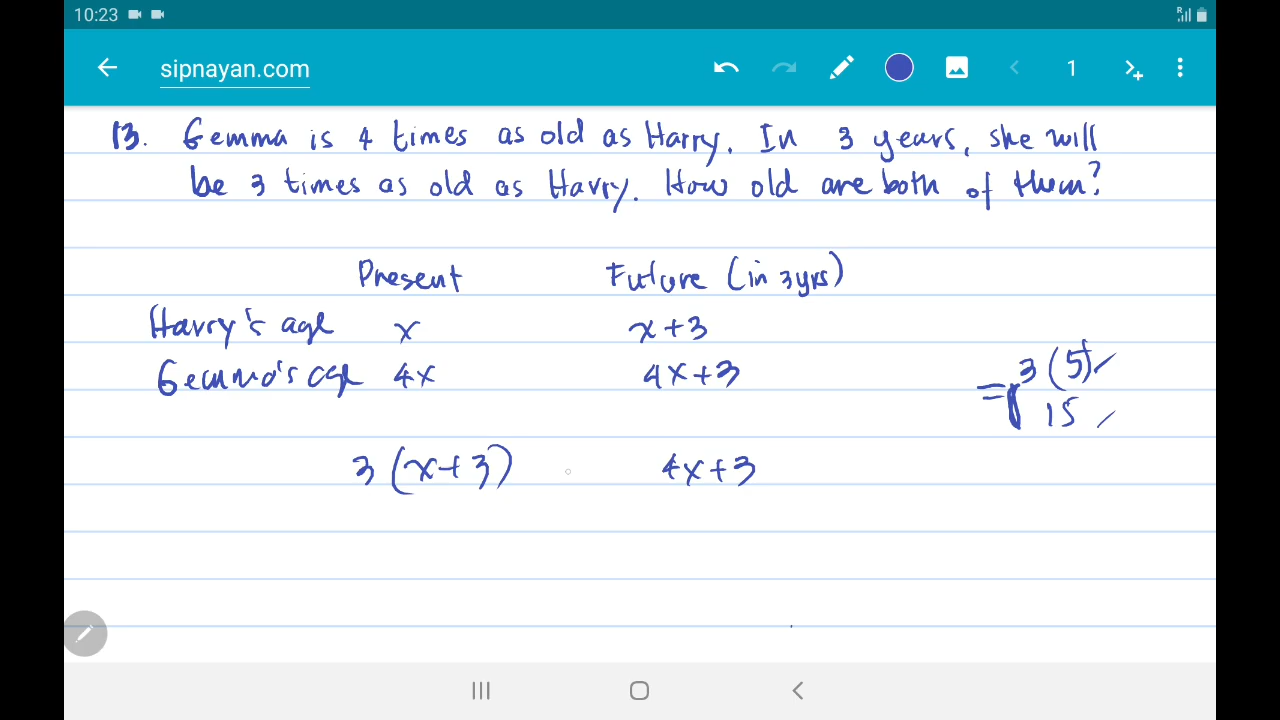 10:23
sipnayan.com
1
13. Gemma is 4 times as old as Harry. In 3 years, she will
be 3 times as old as Harry. How old are both of them?
Present Future (in 3 yrs)
Harry's age x x+3
Gemma's age 4x 4x+3
3(5)
= 15
3(x+3) 4x+3